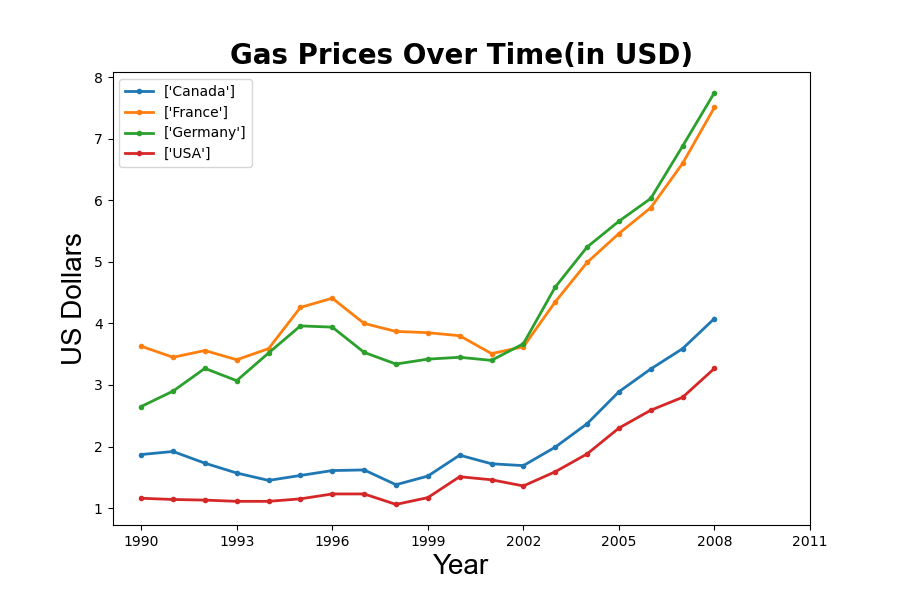 Gas Prices Over Time(in USD)
['Canada']
['France']
['Germany']
['USA']
8
7
6
5
4
3
2
1
US Dollars
1990 1993 1996 1999 2002 2005 2008 2011
Year